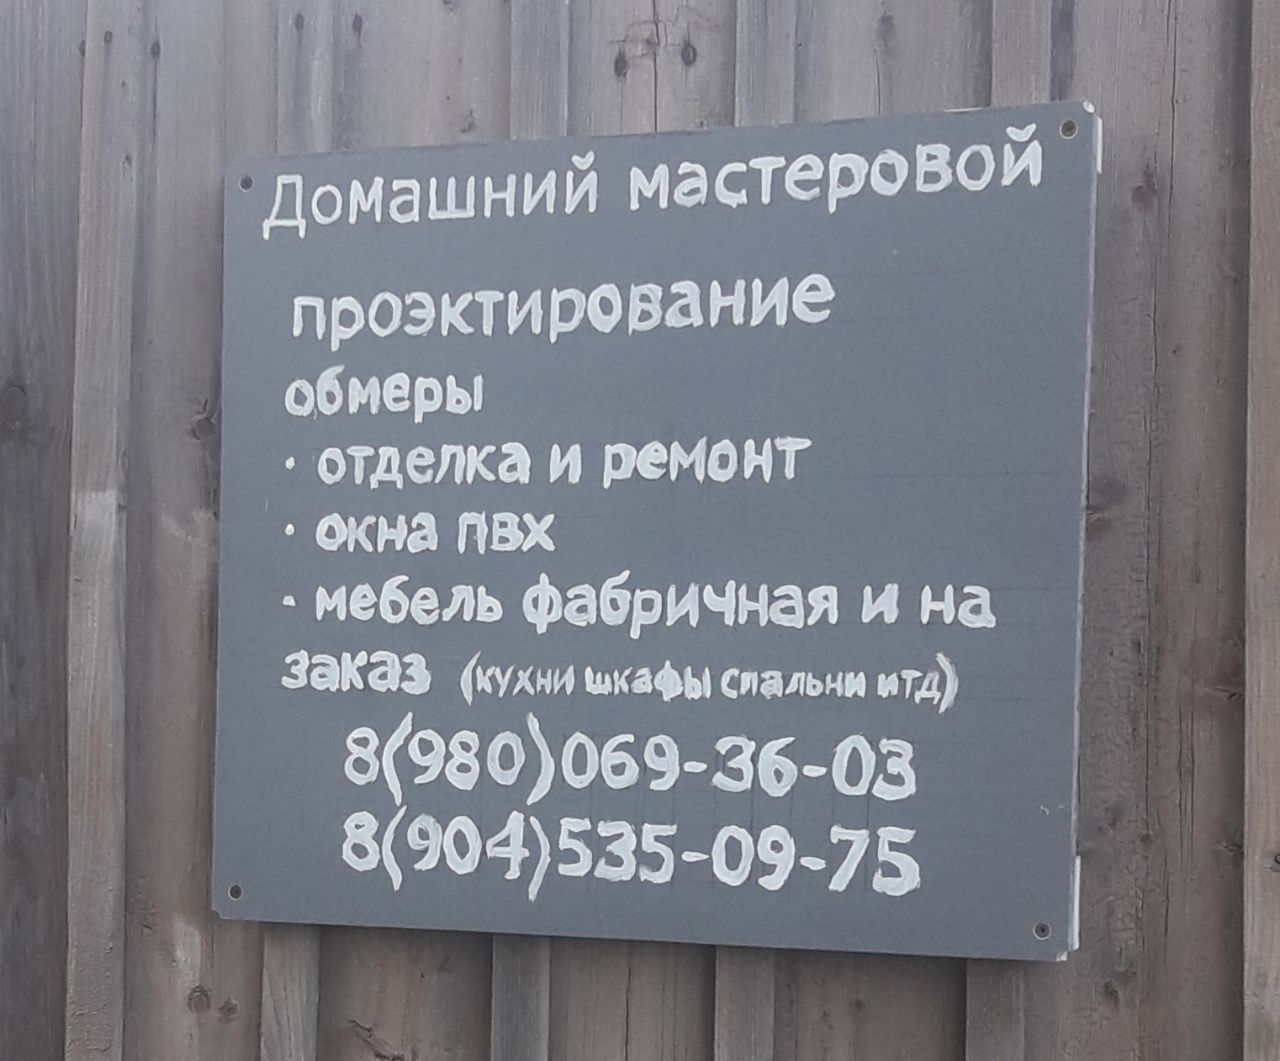 Домашний мастеровой
проэктирование
обмеры
· отделка и ремонт
· окна пвх
- мебель фабричная и на
заказ (кухни шкафы спальни итд)
8(980)069-36-03
8(904)535-09-75